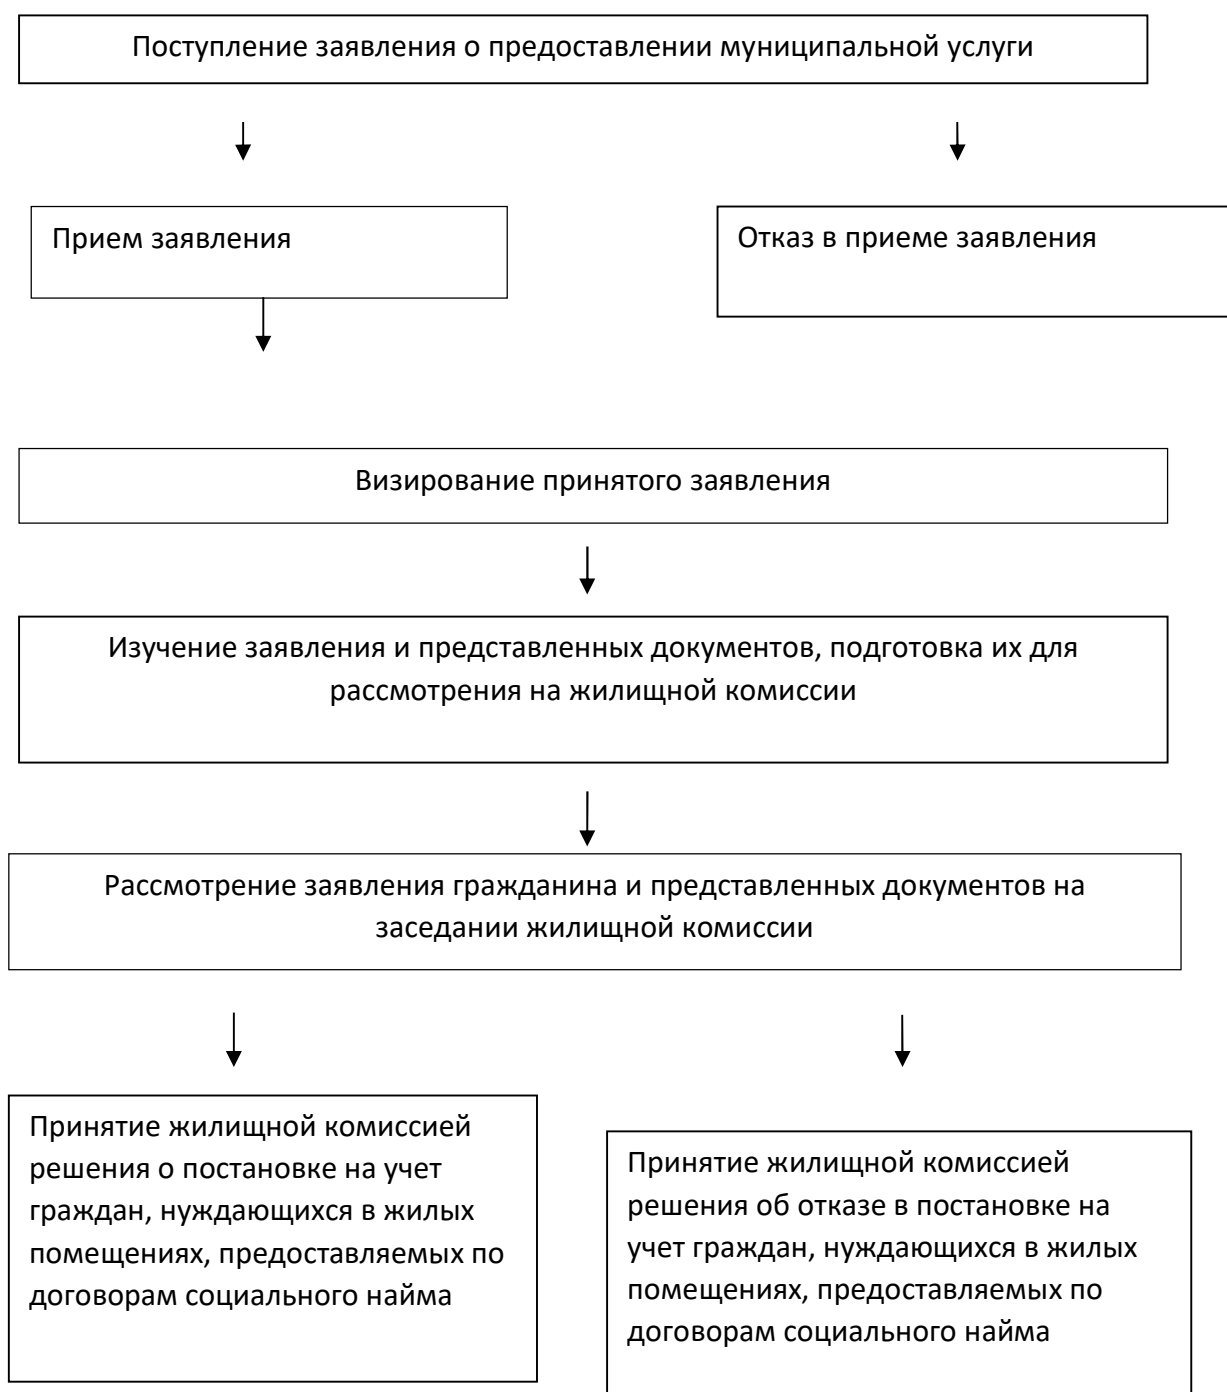 Поступление заявления о предоставлении муниципальной услуги
Прием заявления
Отказ в приеме заявления
Визирование принятого заявления
Изучение заявления и представленных документов, подготовка их для
рассмотрения на жилищной комиссии
Рассмотрение заявления гражданина и представленных документов на
заседании жилищной комиссии
Принятие жилищной комиссией
решения о постановке на учет
граждан, нуждающихся в жилых
помещениях, предоставляемых по
договорам социального найма
Принятие жилищной комиссией
решения об отказе в постановке на
учет граждан, нуждающихся в жилых
помещениях, предоставляемых по
договорам социального найма